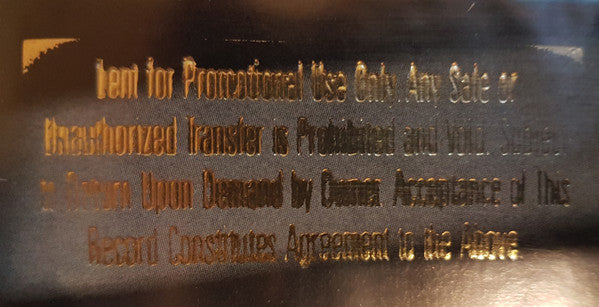 Lent for Promotional Use Only. Any Sale or
Unauthorized Transfer is Prohibited and Void. Subject
to Return Upon Demand by Owner. Acceptance of This
Record Constitutes Agreement to the Above.